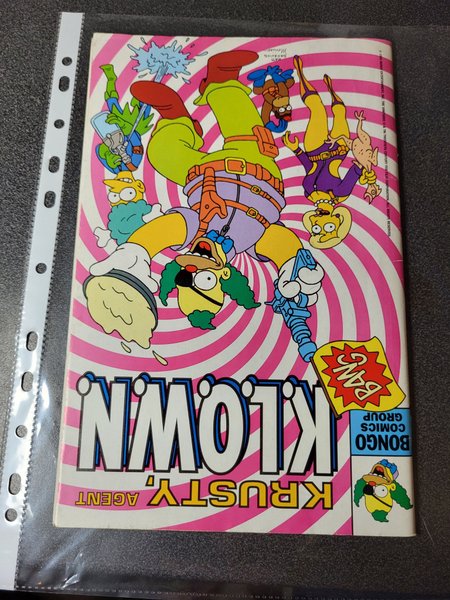 KRUSTY, AGENT
K.L.O.W.N.
BONGO
COMICS
GROUP
BANG